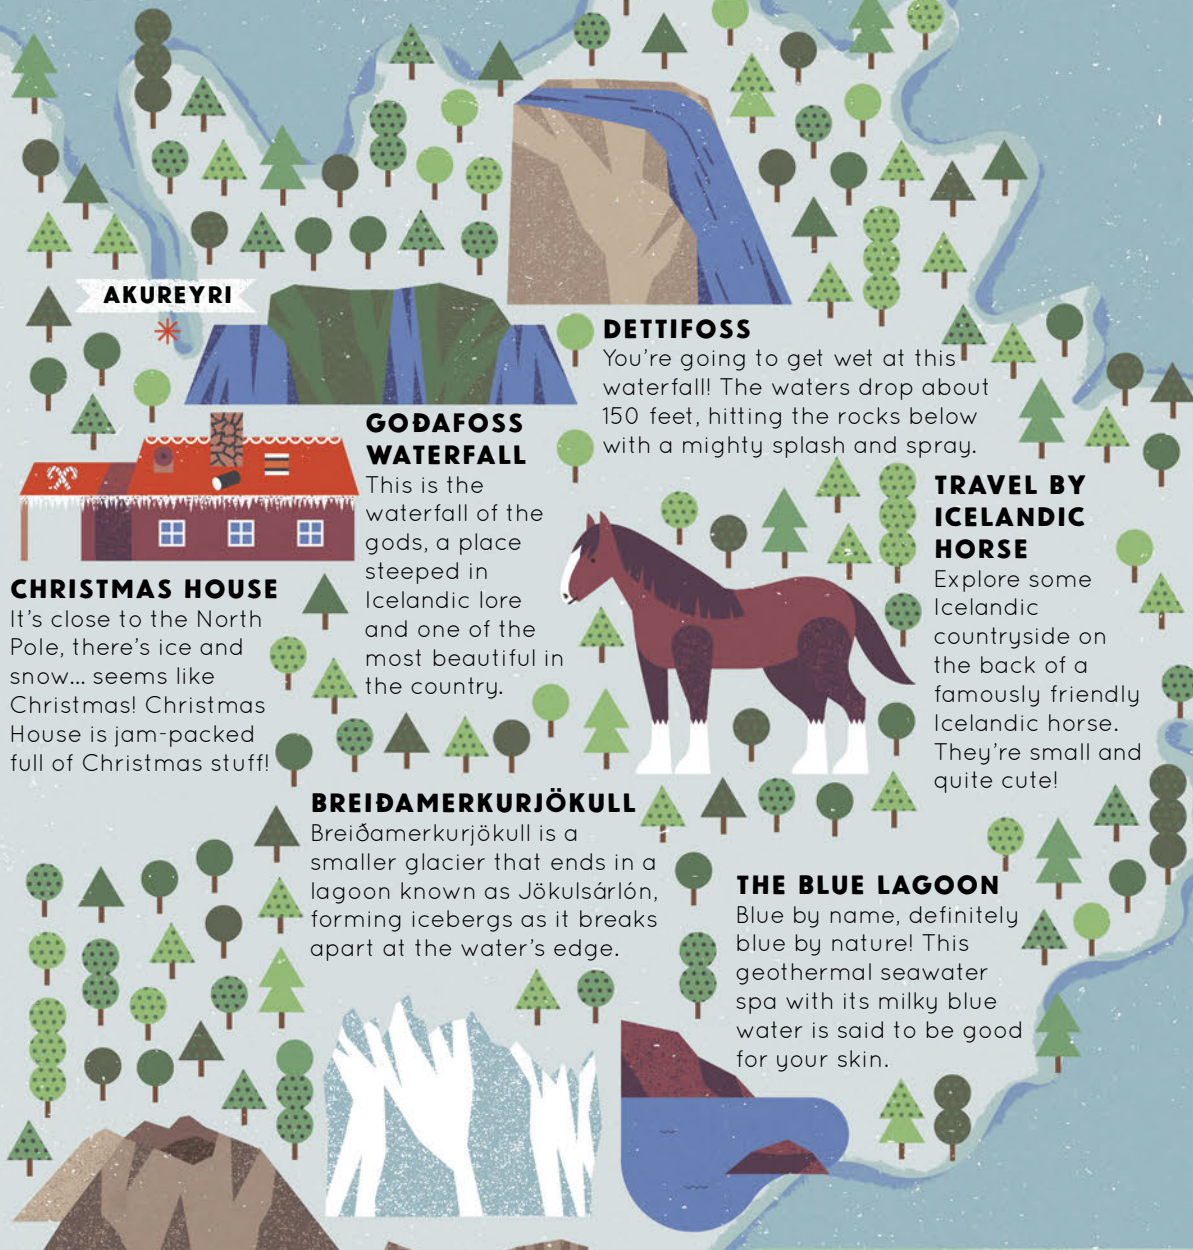 AKUREYRI
DETTIFOSS
You're going to get wet at this
waterfall! The waters drop about
150 feet, hitting the rocks below
with a mighty splash and spray.
GOÐAFOSS
WATERFALL
This is the
waterfall of the
gods, a place
steeped in
Icelandic lore
and one of the
most beautiful in
the country.
TRAVEL BY
ICELANDIC
HORSE
Explore some
Icelandic
countryside on
the back of a
famously friendly
Icelandic horse.
They're small and
quite cute!
CHRISTMAS HOUSE
It's close to the North
Pole, there's ice and
snow... seems like
Christmas! Christmas
House is jam-packed
full of Christmas stuff!
BREIÐAMERKURJÖKULL
Breiðamerkurjökull is a
smaller glacier that ends in a
lagoon known as Jökulsárlón,
forming icebergs as it breaks
apart at the water's edge.
THE BLUE LAGOON
Blue by name, definitely
blue by nature! This
geothermal seawater
spa with its milky blue
water is said to be good
for your skin.